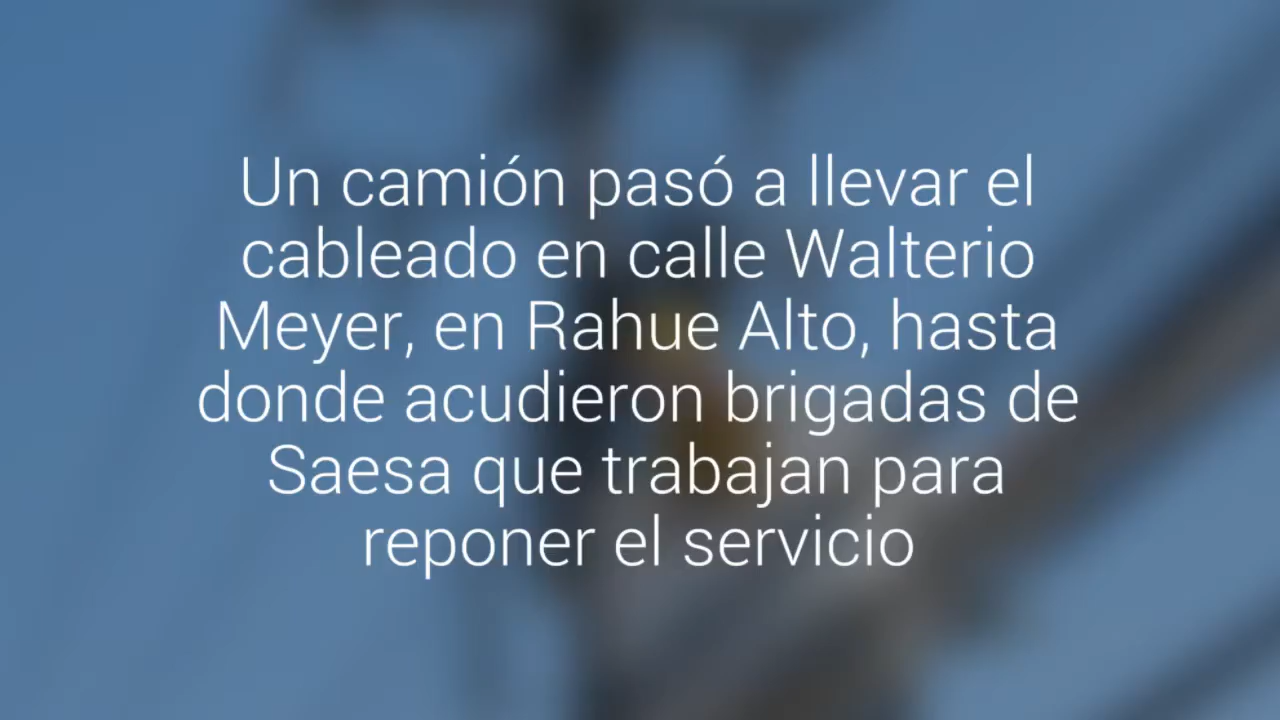 Un camión pasó a llevar el
cableado en calle Walterio
Meyer, en Rahue Alto, hasta
donde acudieron brigadas de
Saesa que trabajan para
reponer el servicio